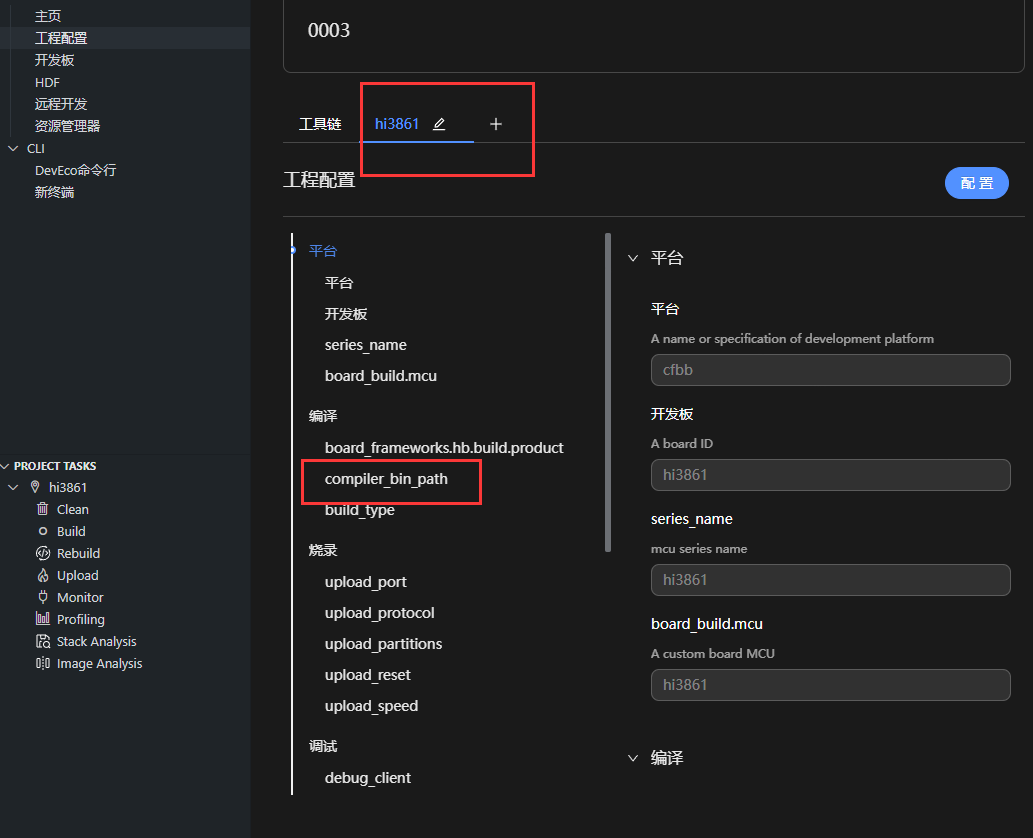 主页
工程配置
开发板
HDF
远程开发
资源管理器
CLI
DevEco命令行
新终端
PROJECT TASKS
hi3861
Clean
Build
Rebuild
Upload
Monitor
Profiling
Stack Analysis
Image Analysis
0003
工具链 hi3861 +
工程配置
配 置
平台
平台
开发板
series_name
board_build.mcu
编译
board_frameworks.hb.build.product
compiler_bin_path
build_type
烧录
upload_port
upload_protocol
upload_partitions
upload_reset
upload_speed
调试
debug_client
平台
平台
A name or specification of development platform
cfbb
开发板
A board ID
hi3861
series_name
mcu series name
hi3861
board_build.mcu
A custom board MCU
hi3861
编译